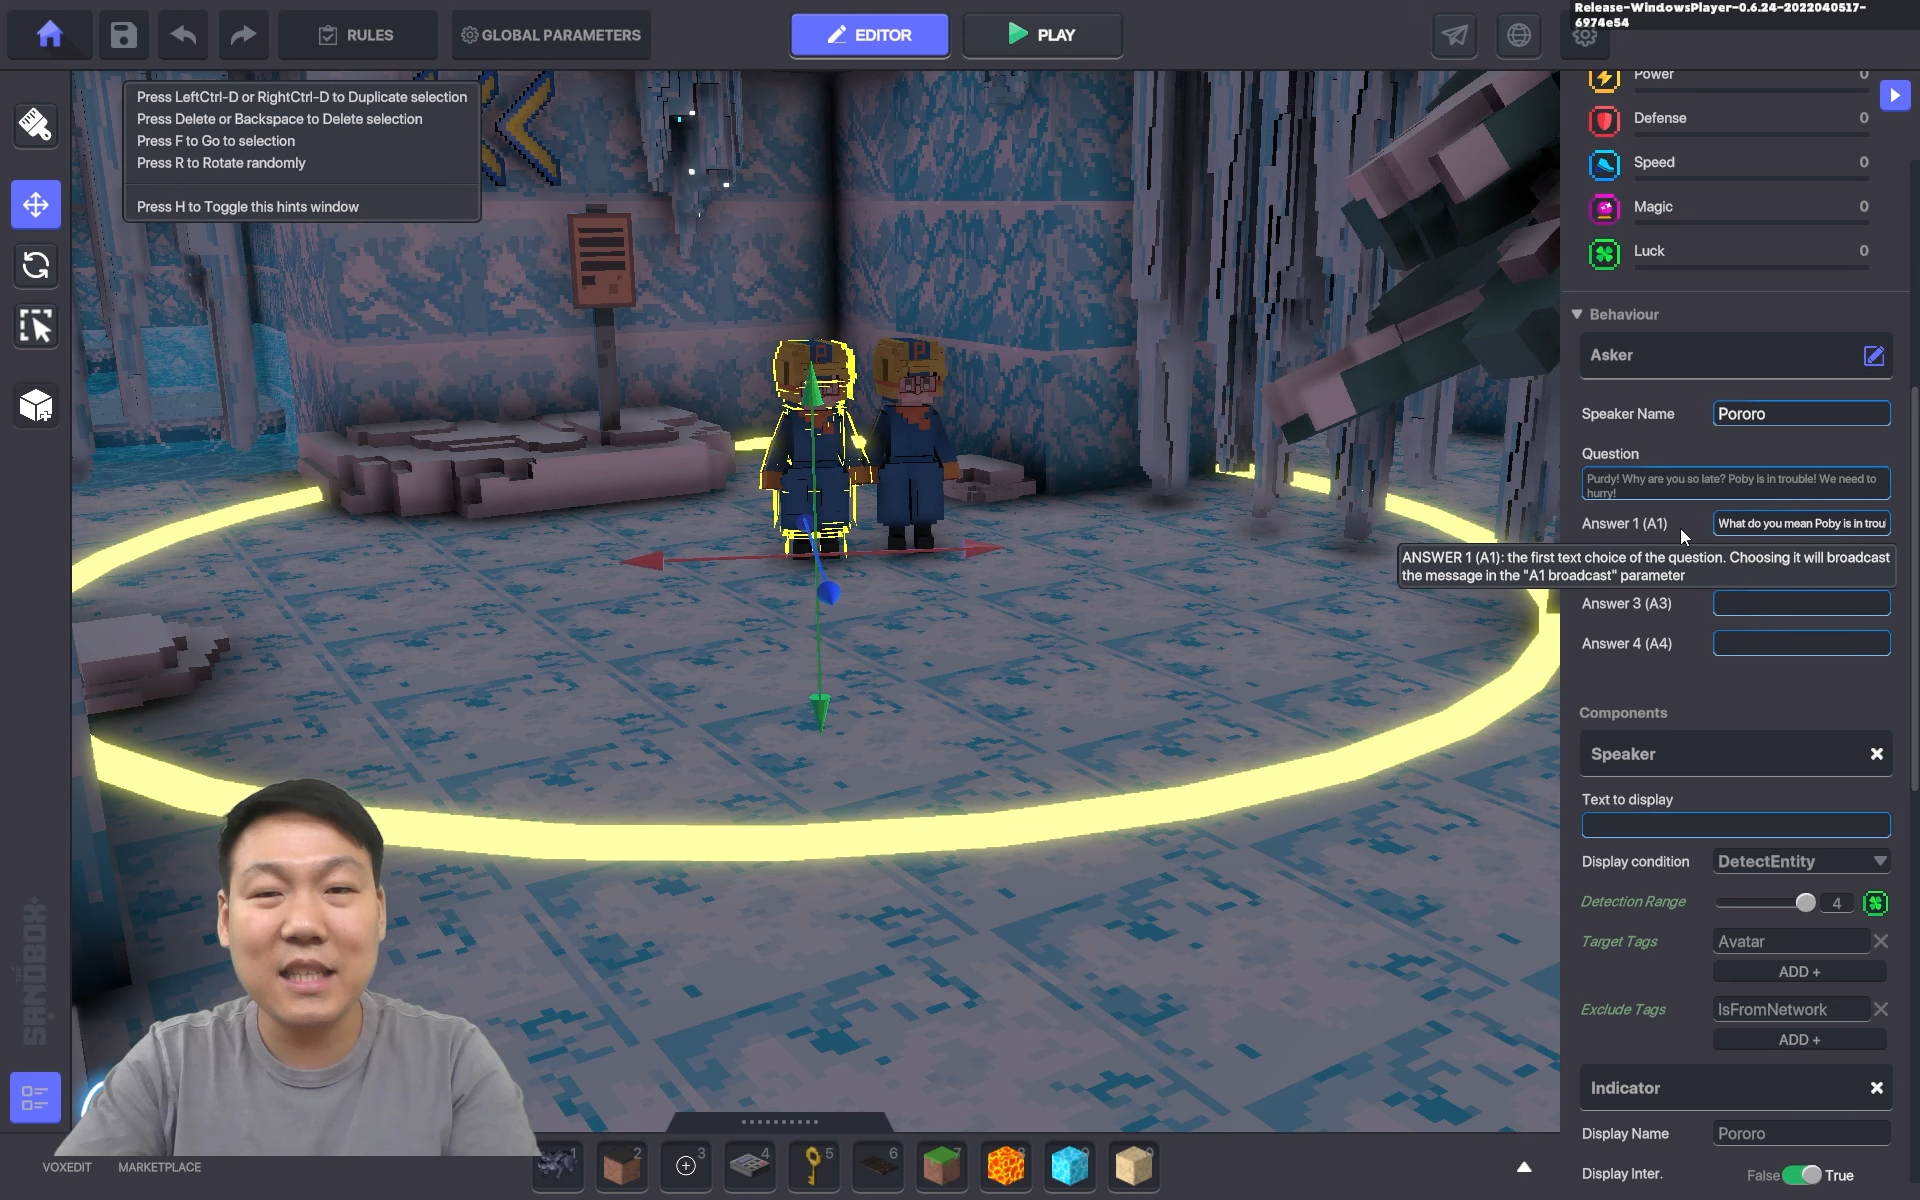 Release-WindowsPlayer-0.6.24-2022040517-
6974e54
RULES
GLOBAL PARAMETERS
EDITOR
PLAY
Press LeftCtrl-D or RightCtrl-D to Duplicate selection
Press Delete or Backspace to Delete selection
Press F to Go to selection
Press R to Rotate randomly
Press H to Toggle this hints window
Power 0
Defense 0
Speed 0
Magic 0
Luck 0
Behaviour
Asker
Speaker Name Pororo
Question
Purdy! Why are you so late? Poby is in trouble! We need to
hurry!
Answer 1 (A1) What do you mean Poby is in trou
ANSWER 1 (A1): the first text choice of the question. Choosing it will broadcast
the message in the "A1 broadcast" parameter
Answer 3 (A3)
Answer 4 (A4)
Components
Speaker
Text to display
Display condition DetectEntity
Detection Range 4
Target Tags Avatar
ADD +
Exclude Tags IsFromNetwork
ADD +
Indicator
Display Name Pororo
Display inter. False True
THE SANDBOX
P
P
1 2 3 4 5 6 7
VOXEDIT MARKETPLACE